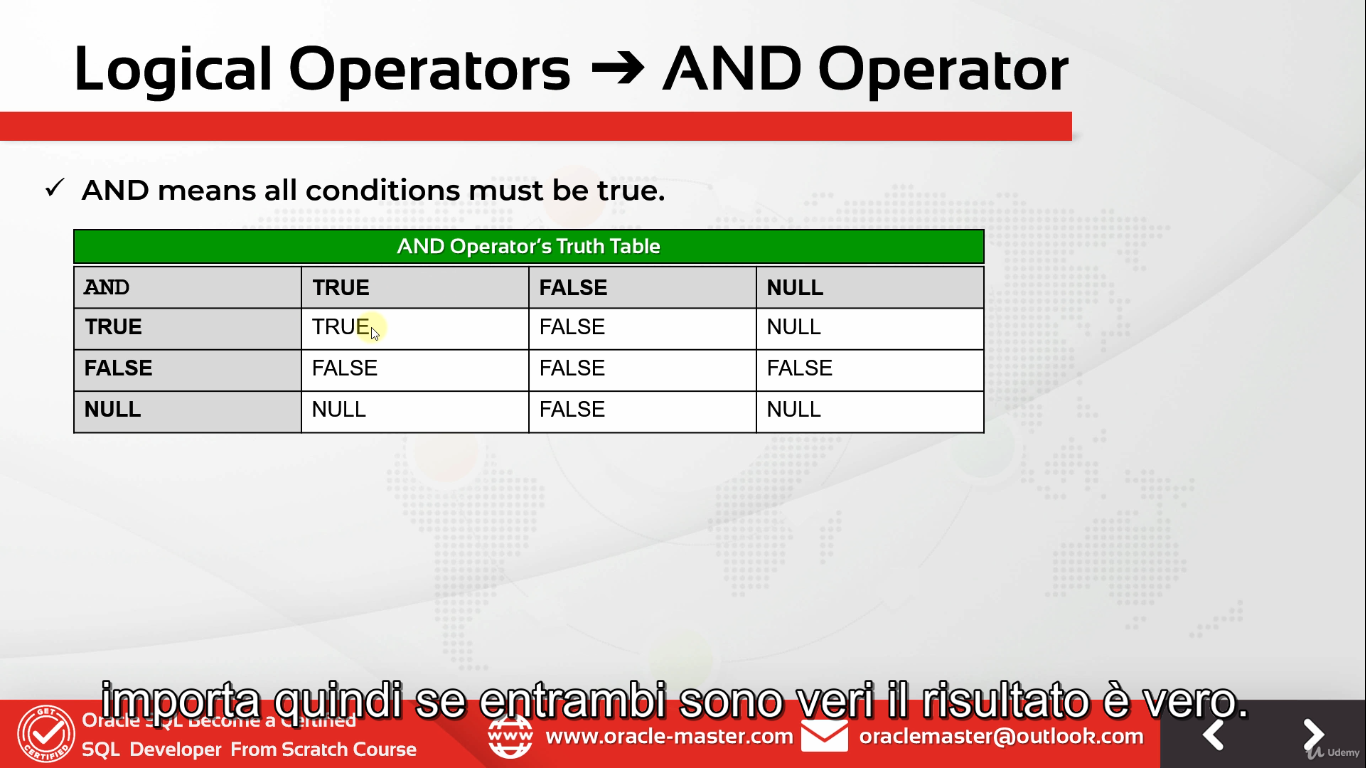 Logical Operators ➔ AND Operator
✓ AND means all conditions must be true.
AND Operator's Truth Table
AND TRUE FALSE NULL
TRUE TRUE FALSE NULL
FALSE FALSE FALSE FALSE
NULL NULL FALSE NULL
importa quindi se entrambi sono veri il risultato è vero.
GET CERTIFIED
Oracle SQL Become a Certified
SQL Developer From Scratch Course
www
www.oracle-master.com
oraclemaster@outlook.com
Udemy